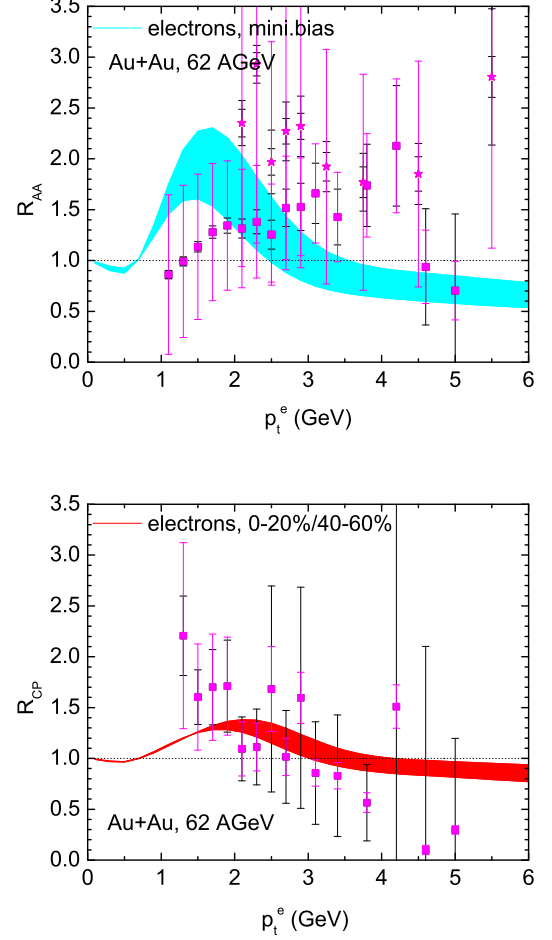 3.5
electrons, mini.bias
3.0
Au+Au, 62 AGeV
2.5
2.0
R_AA
1.5
1.0
0.5
0.0
0 1 2 3 4 5 6
p_t^e (GeV)
3.5
electrons, 0-20%/40-60%
3.0
2.5
2.0
R_CP
1.5
1.0
0.5
Au+Au, 62 AGeV
0.0
0 1 2 3 4 5 6
p_t^e (GeV)